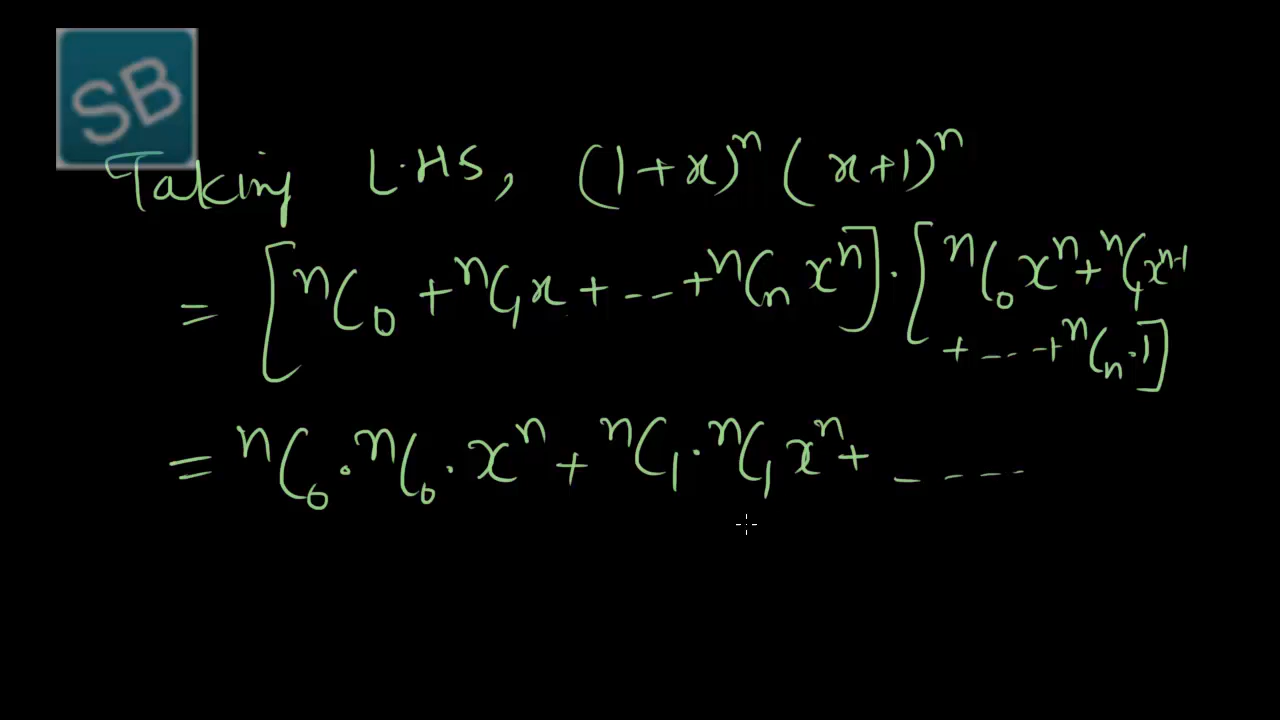 SB
Taking L.HS, (1+x)ⁿ (x+1)ⁿ
= [ⁿC₀ + ⁿC₁x + ... + ⁿCₙ xⁿ] · [ⁿC₀ xⁿ + ⁿC₁ xⁿ⁻¹
+ ... + ⁿCₙ · 1]
= ⁿC₀ · ⁿC₀ · xⁿ + ⁿC₁ · ⁿC₁ xⁿ + ----